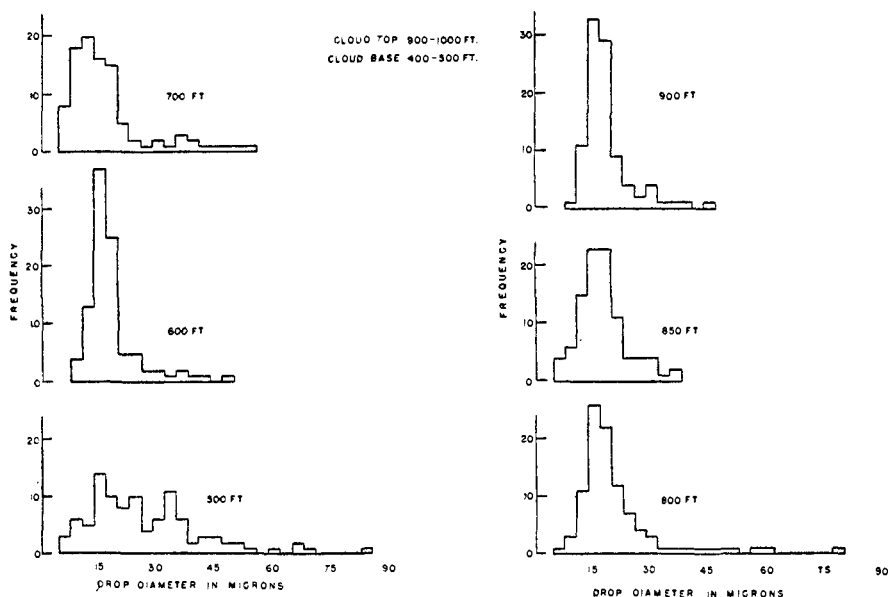 CLOUD TOP 900-1000 FT.
CLOUD BASE 400-500 FT.
20
10
0
700 FT
30
20
10
0
600 FT
20
10
0
500 FT
FREQUENCY
15 30 45 60 75 90
DROP DIAMETER IN MICRONS
30
20
10
0
900 FT
20
10
0
850 FT
20
10
0
800 FT
FREQUENCY
15 30 45 60 75 90
DROP DIAMETER IN MICRONS